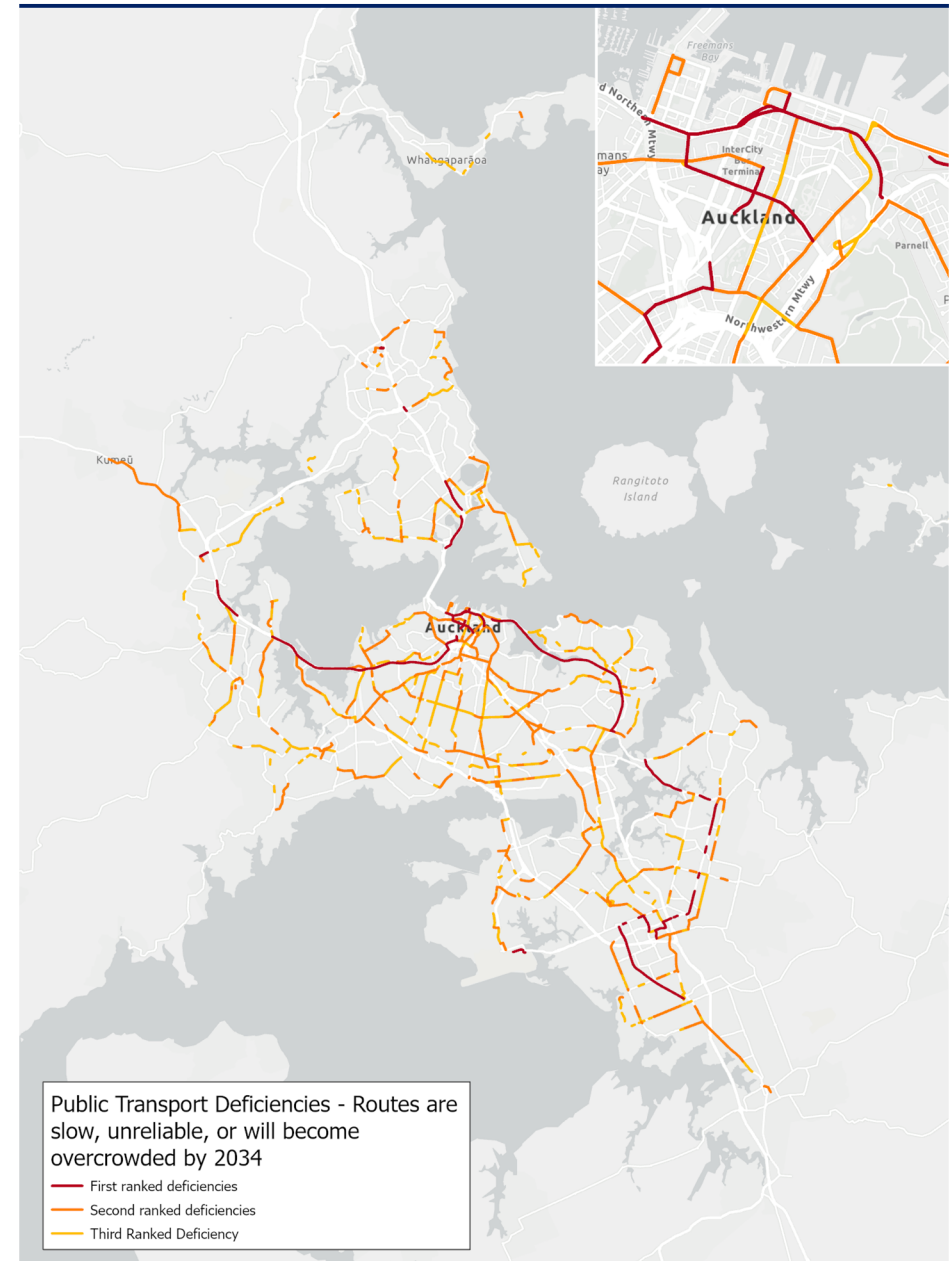 Freemans
Bay
d Northern Mtwy
InterCity
Bus
Terminal
mans
ay
Auckland
Parnell
Northwestern Mtwy
Whangaparāoa
Kumeū
Rangitoto
Island
Auckland
Public Transport Deficiencies - Routes are
slow, unreliable, or will become
overcrowded by 2034
First ranked deficiencies
Second ranked deficiencies
Third Ranked Deficiency